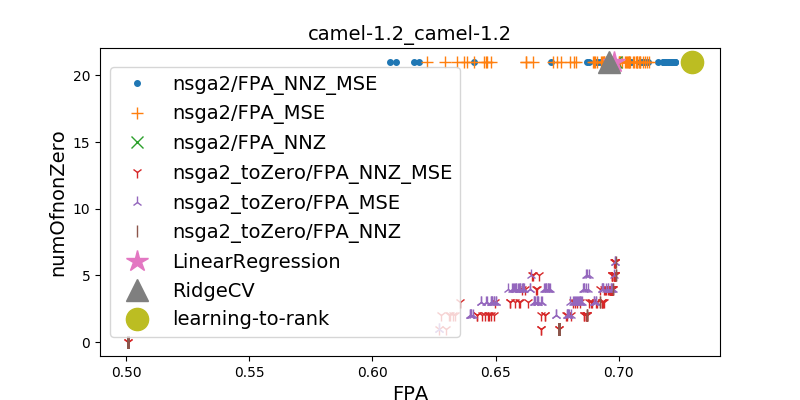 camel-1.2_camel-1.2
numOfnonZero
20
15
10
5
0
nsga2/FPA_NNZ_MSE
nsga2/FPA_MSE
nsga2/FPA_NNZ
nsga2_toZero/FPA_NNZ_MSE
nsga2_toZero/FPA_MSE
nsga2_toZero/FPA_NNZ
LinearRegression
RidgeCV
learning-to-rank
0.50 0.55 0.60 0.65 0.70
FPA